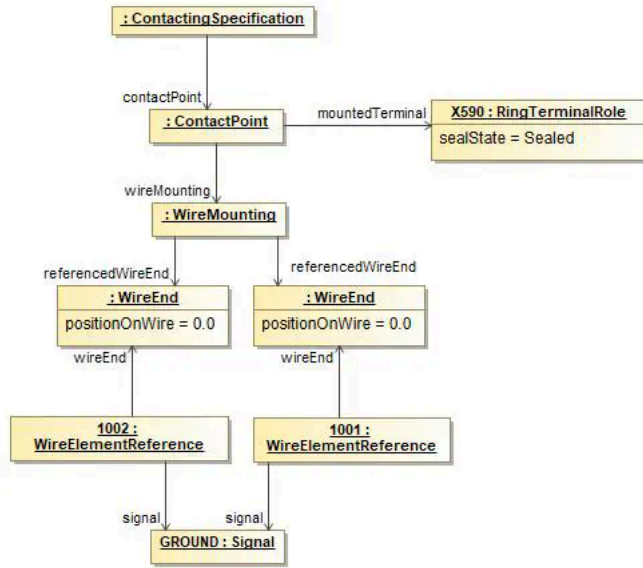 : ContactingSpecification
contactPoint
: ContactPoint
mountedTerminal
X590 : RingTerminalRole
sealState = Sealed
wireMounting
: WireMounting
referencedWireEnd
referencedWireEnd
: WireEnd
positionOnWire = 0.0
: WireEnd
positionOnWire = 0.0
wireEnd
wireEnd
1002 :
WireElementReference
1001 :
WireElementReference
signal
signal
GROUND : Signal